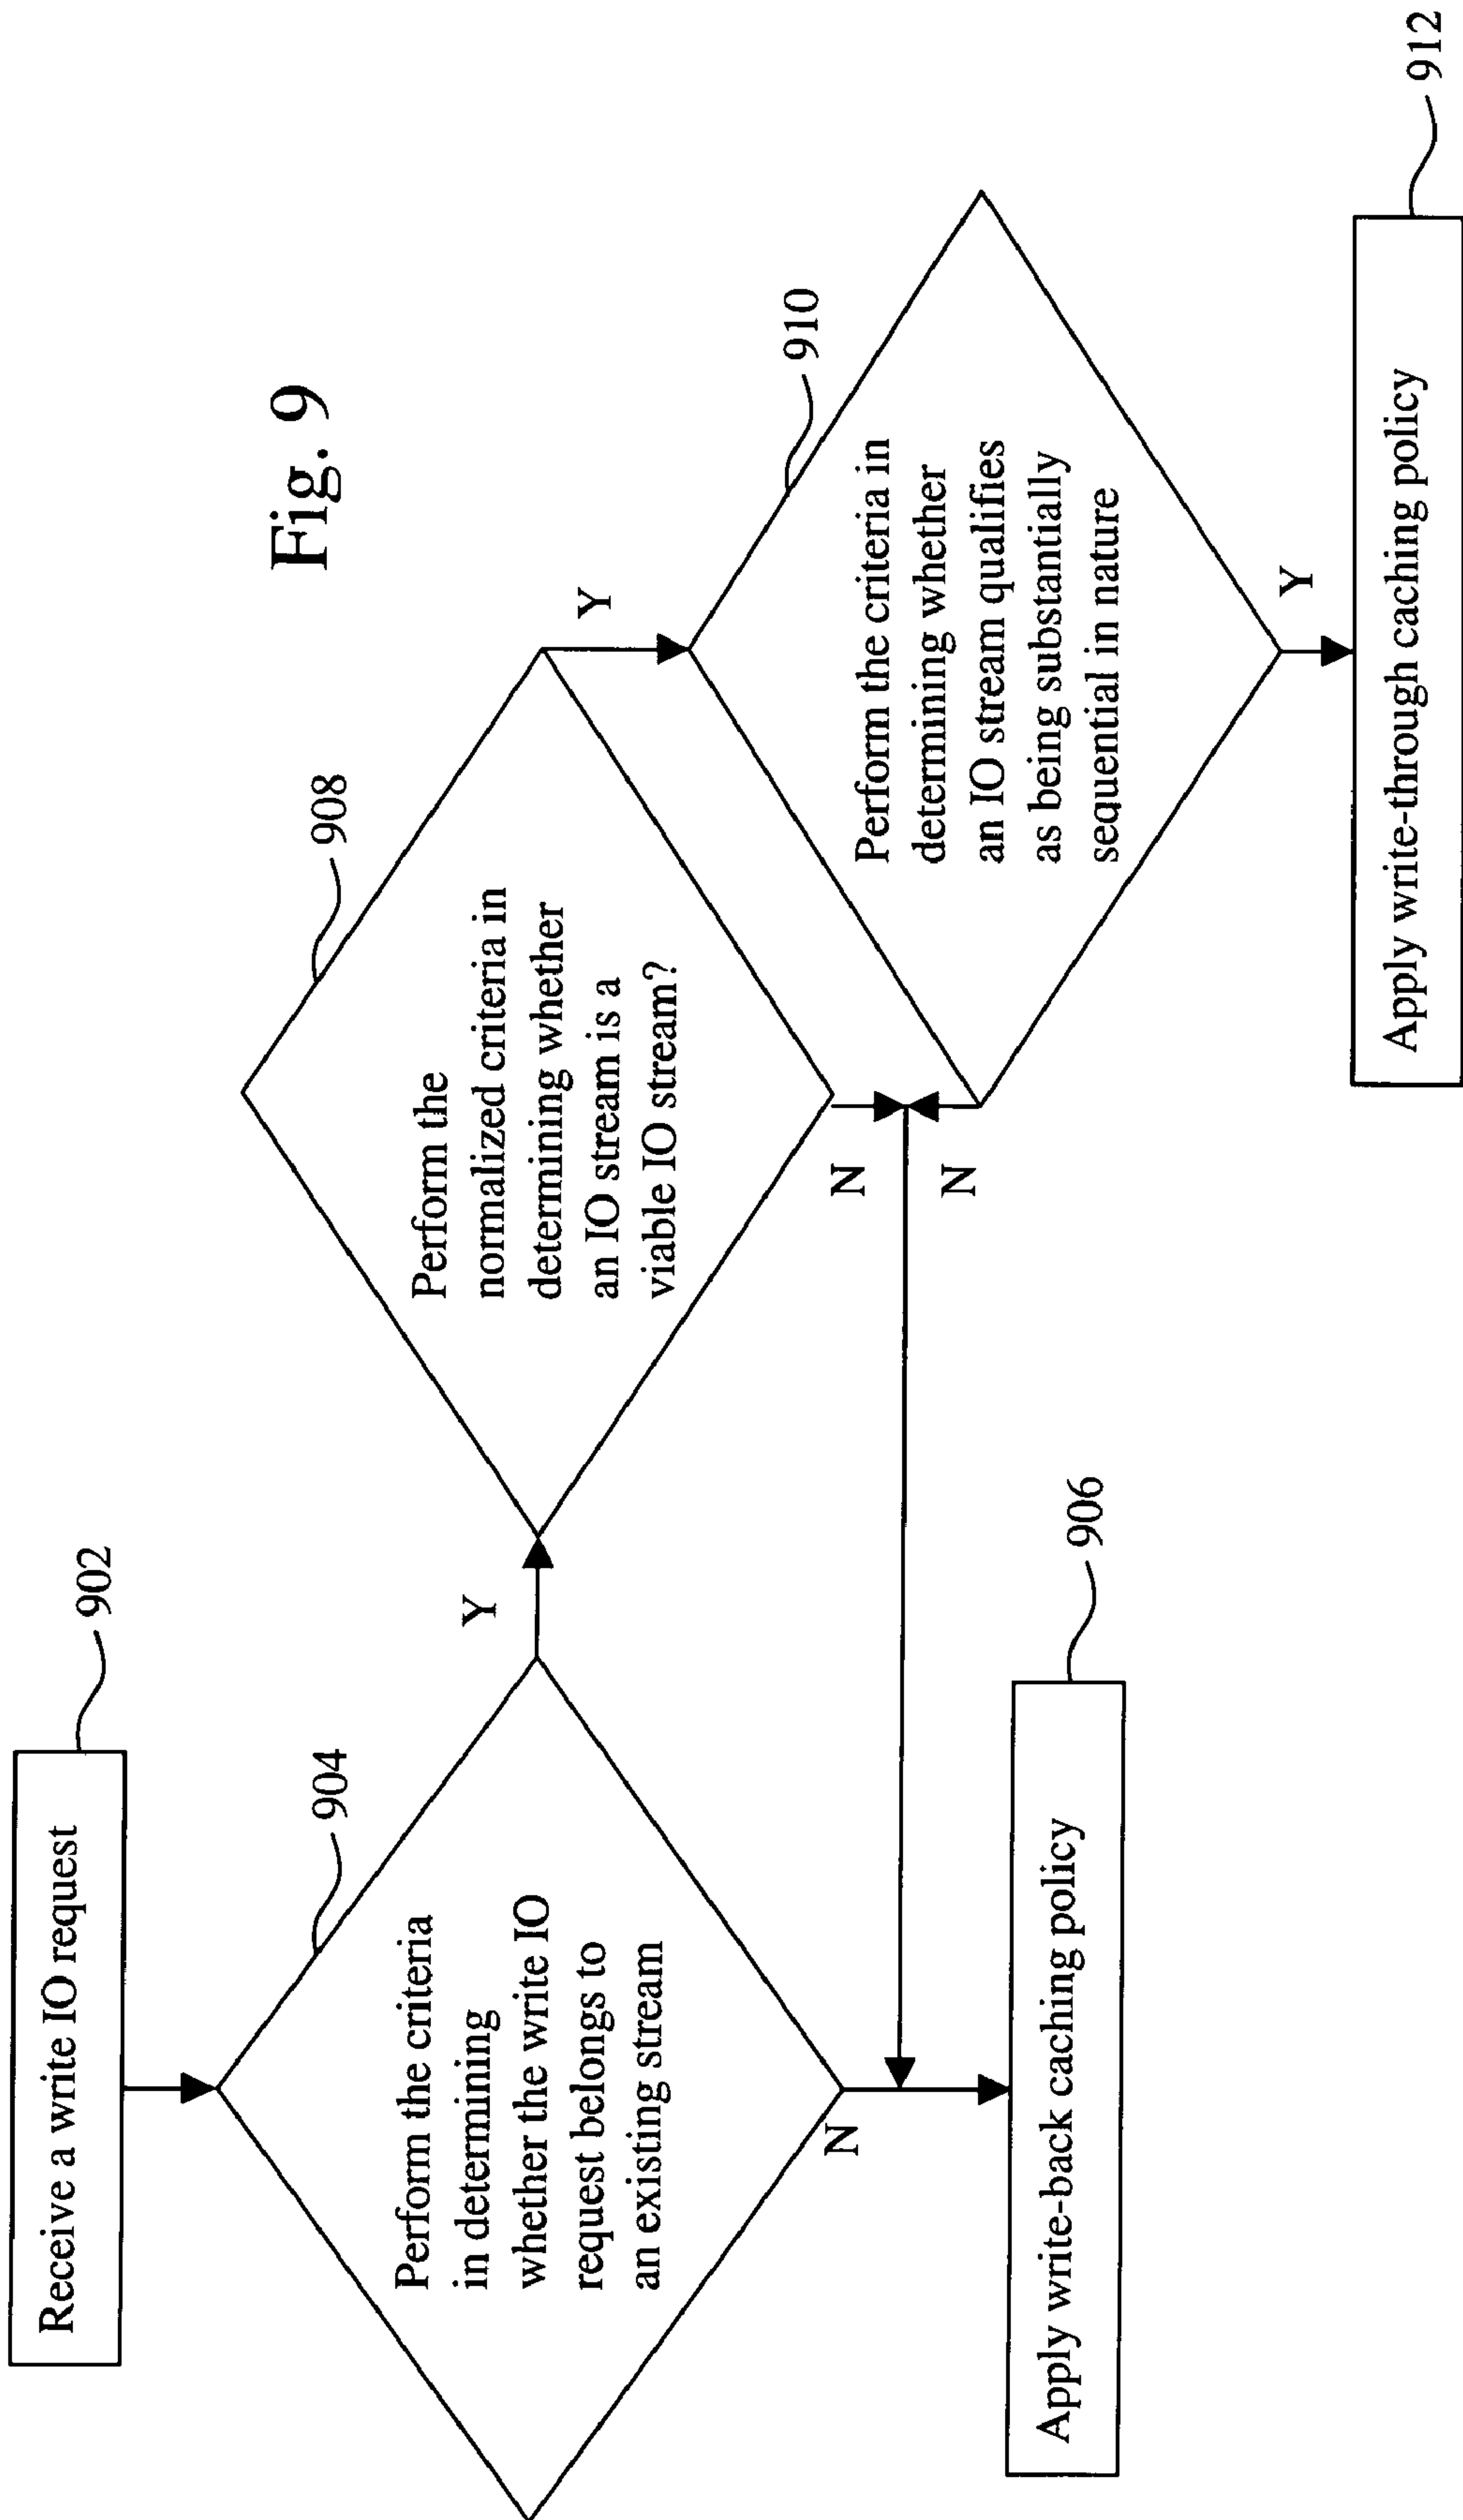 Fig. 9
Receive a write IO request
902
904
Perform the criteria
in determining
whether the write IO
request belongs to
an existing stream
Y
N
908
Perform the
normalized criteria in
determining whether
an IO stream is a
viable IO stream?
Y
N
N
910
Perform the criteria in
determining whether
an IO stream qualifies
as being substantially
sequential in nature
Y
906
Apply write-back caching policy
912
Apply write-through caching policy